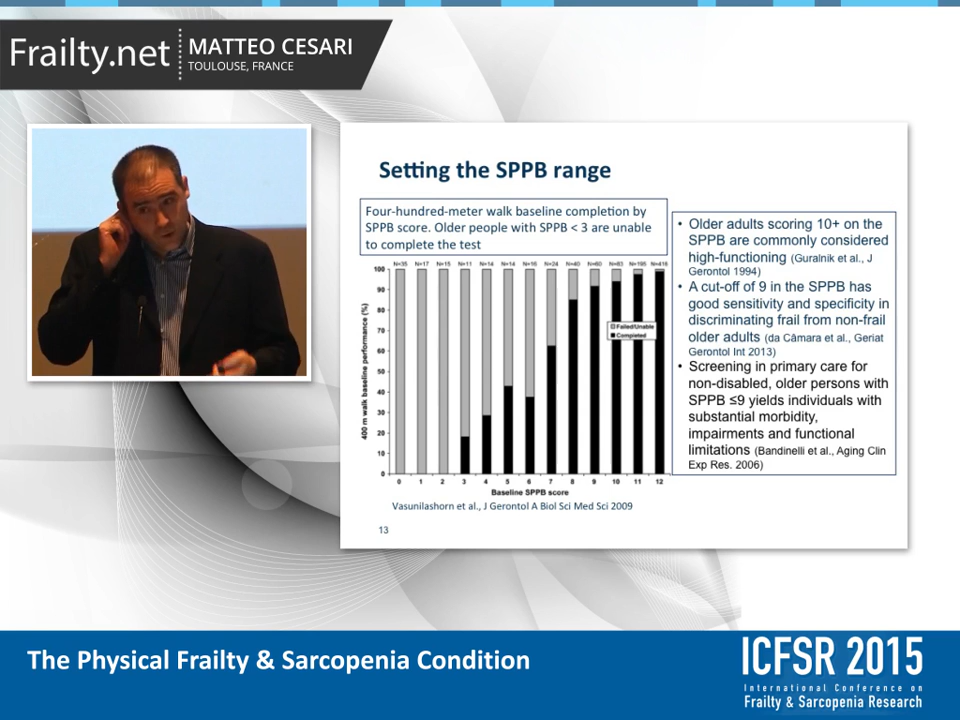 Frailty.net
MATTEO CESARI
TOULOUSE, FRANCE
Setting the SPPB range
Four-hundred-meter walk baseline completion by
SPPB score. Older people with SPPB < 3 are unable
to complete the test
N=35 N=17 N=15 N=11 N=14 N=14 N=16 N=24 N=40 N=60 N=83 N=195 N=416
100
90
80
70
60
50
40
30
20
10
0
400 m walk baseline performance (%)
Failed/Unable
Completed
0 1 2 3 4 5 6 7 8 9 10 11 12
Baseline SPPB score
Vasunilashorn et al., J Gerontol A Biol Sci Med Sci 2009
13
• Older adults scoring 10+ on the
SPPB are commonly considered
high-functioning (Guralnik et al., J
Gerontol 1994)
• A cut-off of 9 in the SPPB has
good sensitivity and specificity in
discriminating frail from non-frail
older adults (da Câmara et al., Geriat
Gerontol Int 2013)
• Screening in primary care for
non-disabled, older persons with
SPPB ≤9 yields individuals with
substantial morbidity,
impairments and functional
limitations (Bandinelli et al., Aging Clin
Exp Res. 2006)
The Physical Frailty & Sarcopenia Condition
ICFSR 2015
International Conference on
Frailty & Sarcopenia Research